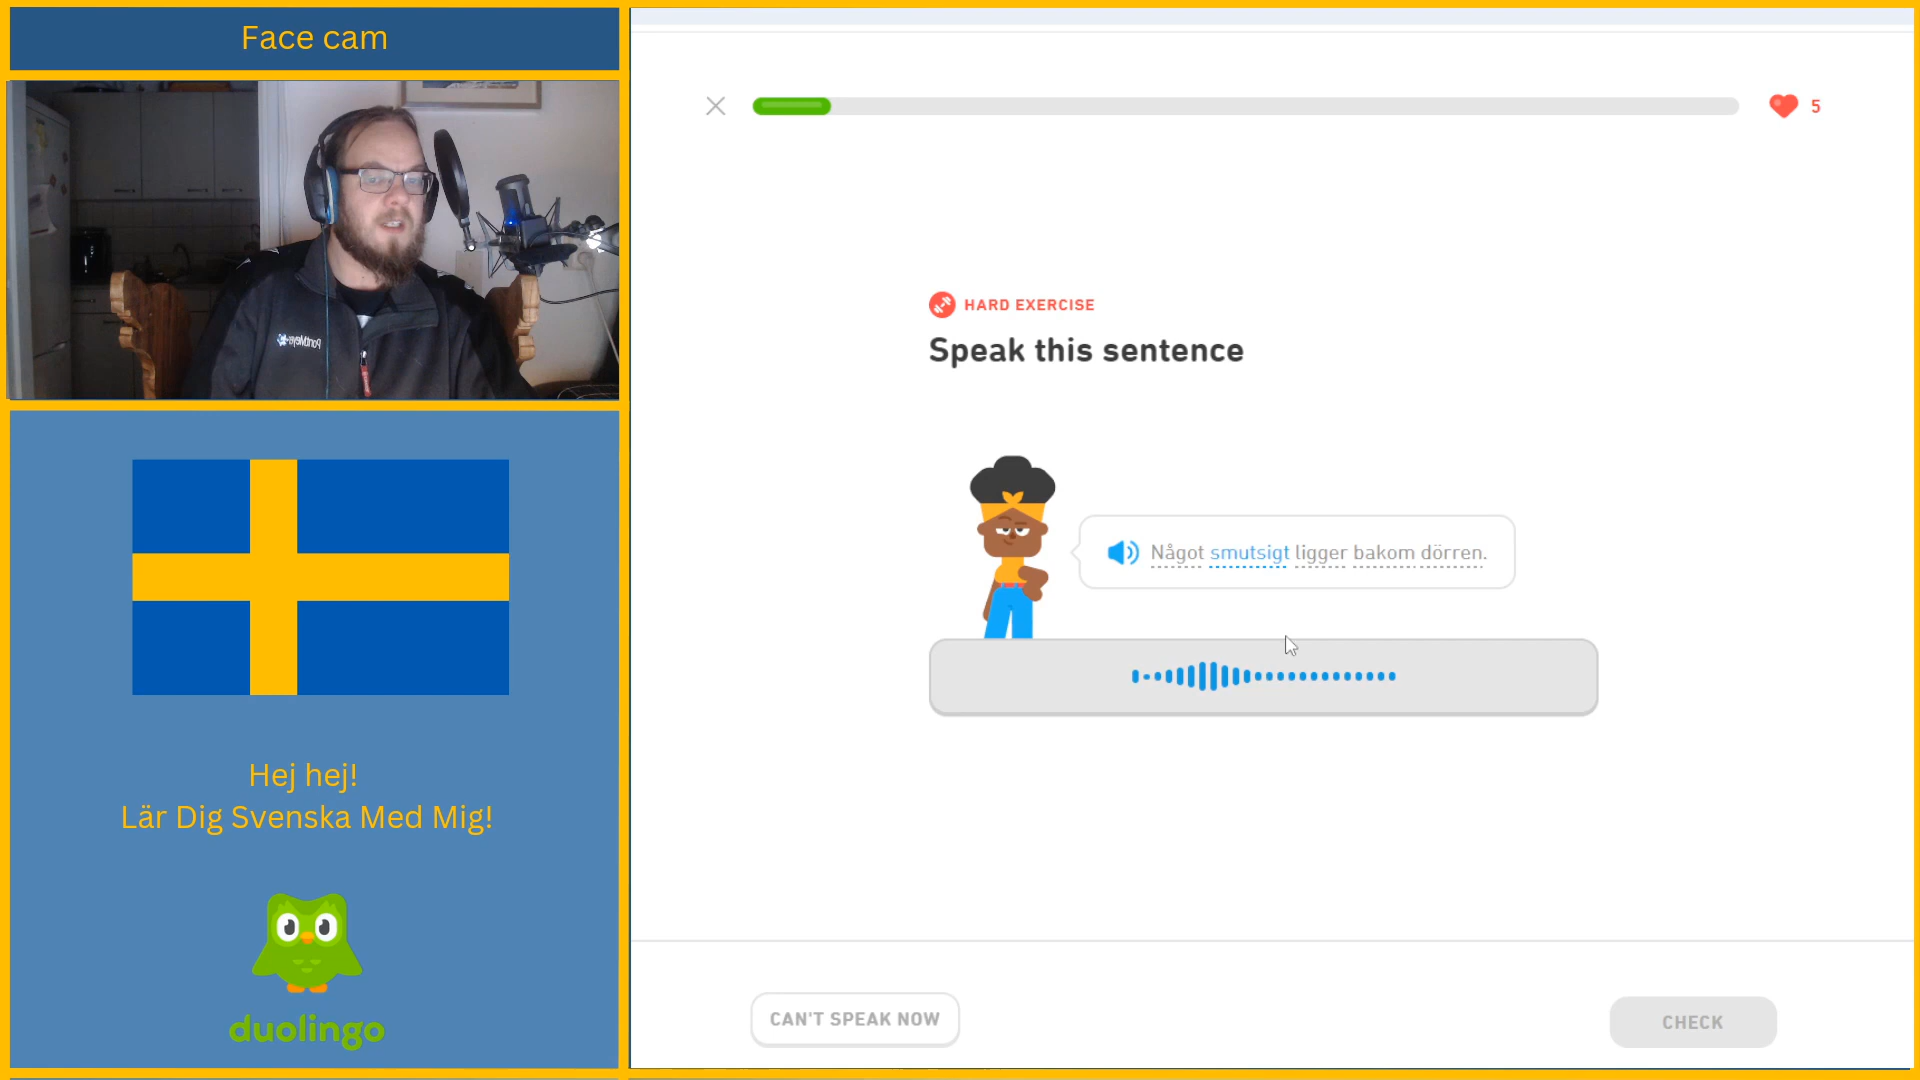 Face cam
5
HARD EXERCISE
Speak this sentence
Något smutsigt ligger bakom dörren.
Hej hej!
Lär Dig Svenska Med Mig!
duolingo
CAN'T SPEAK NOW
CHECK